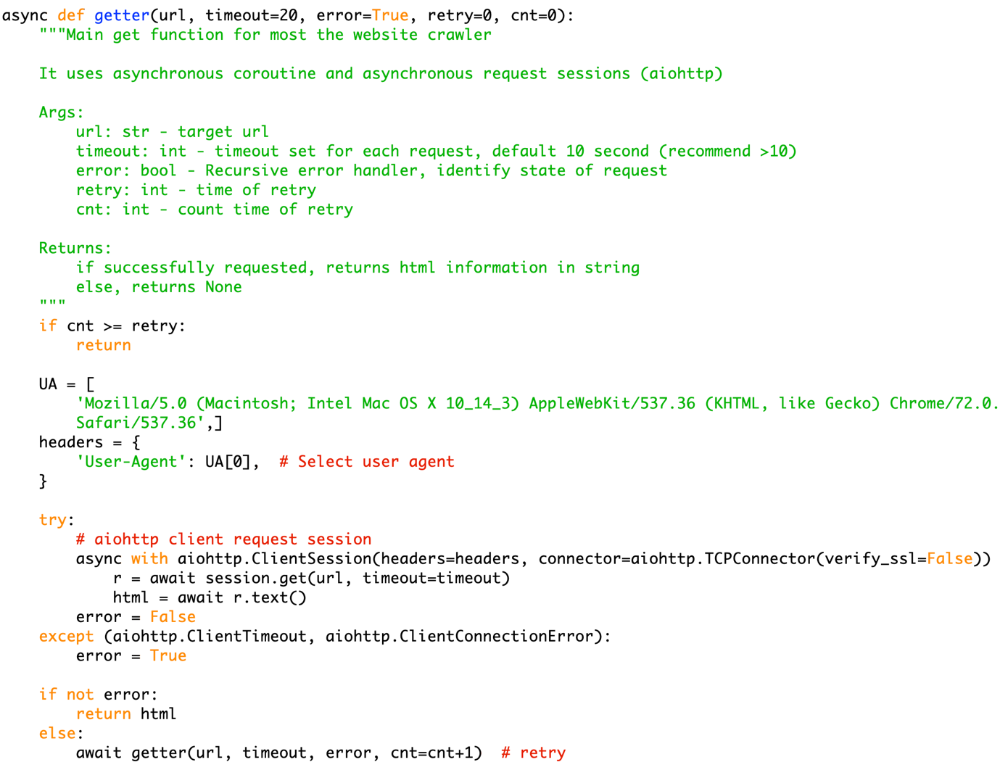 async def getter(url, timeout=20, error=True, retry=0, cnt=0):
    """Main get function for most the website crawler

    It uses asynchronous coroutine and asynchronous request sessions (aiohttp)

    Args:
        url: str - target url
        timeout: int - timeout set for each request, default 10 second (recommend >10)
        error: bool - Recursive error handler, identify state of request
        retry: int - time of retry
        cnt: int - count time of retry

    Returns:
        if successfully requested, returns html information in string
        else, returns None
    """
    if cnt >= retry:
        return

    UA = [
        'Mozilla/5.0 (Macintosh; Intel Mac OS X 10_14_3) AppleWebKit/537.36 (KHTML, like Gecko) Chrome/72.0.
        Safari/537.36',]
    headers = {
        'User-Agent': UA[0],  # Select user agent
    }

    try:
        # aiohttp client request session
        async with aiohttp.ClientSession(headers=headers, connector=aiohttp.TCPConnector(verify_ssl=False))
            r = await session.get(url, timeout=timeout)
            html = await r.text()
        error = False
    except (aiohttp.ClientTimeout, aiohttp.ClientConnectionError):
        error = True

    if not error:
        return html
    else:
        await getter(url, timeout, error, cnt=cnt+1)  # retry